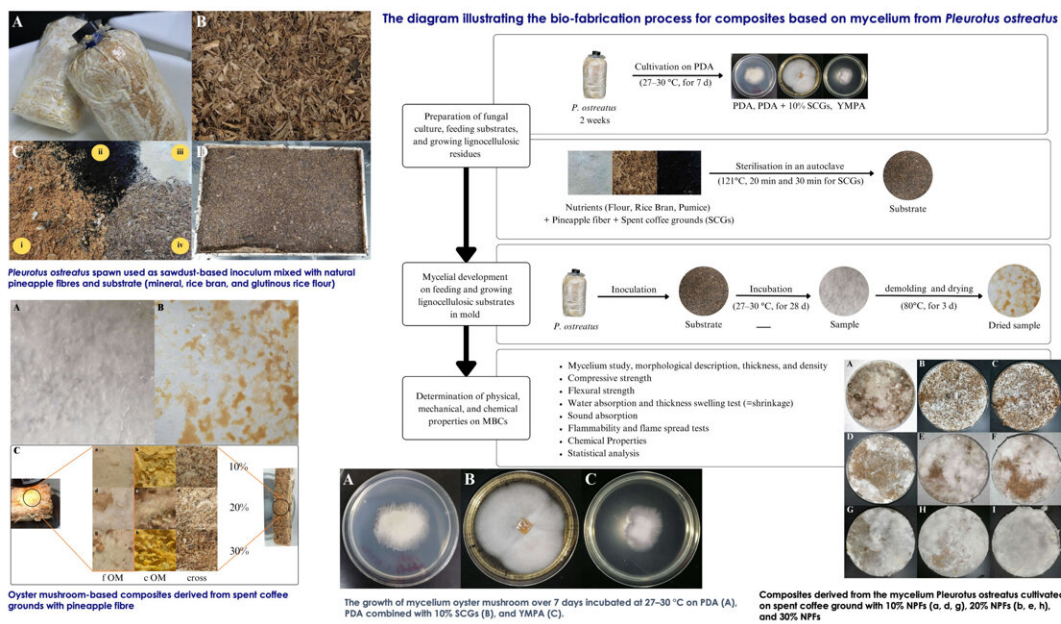 The diagram illustrating the bio-fabrication process for composites based on mycelium from Pleurotus ostreatus
A
B
C
ii
iii
D
i
iv
Pleurotus ostreatus spawn used as sawdust-based inoculum mixed with natural
pineapple fibres and substrate (mineral, rice bran, and glutinous rice flour)
A
B
C
10%
20%
30%
f OM
c OM
cross
Oyster mushroom-based composites derived from spent coffee
grounds with pineapple fibre
Preparation of fungal
culture, feeding substrates,
and growing lignocellulosic
residues
P. ostreatus
2 weeks
Cultivation on PDA
(27–30 °C, for 7 d)
PDA, PDA + 10% SCGs, YMPA
Nutrients (Flour, Rice Bran, Pumice)
+ Pineapple fiber + Spent coffee grounds (SCGs)
Sterilisation in an autoclave
(121°C, 20 min and 30 min for SCGs)
Substrate
Mycelial development
on feeding and growing
lignocellulosic substrates
in mold
P. ostreatus
Inoculation
Substrate
Incubation
(27–30 °C, for 28 d)
Sample
demolding and drying
(80°C, for 3 d)
Dried sample
Determination of physical,
mechanical, and chemical
properties on MBCs
• Mycelium study, morphological description, thickness, and density
• Compressive strength
• Flexural strength
• Water absorption and thickness swelling test (=shrinkage)
• Sound absorption
• Flammability and flame spread tests
• Chemical Properties
• Statistical analysis
A
B
C
The growth of mycelium oyster mushroom over 7 days incubated at 27–30 °C on PDA (A),
PDA combined with 10% SCGs (B), and YMPA (C).
A
B
C
D
E
F
G
H
I
Composites derived from the mycelium Pleurotus ostreatus cultivated
on spent coffee ground with 10% NPFs (a, d, g), 20% NPFs (b, e, h),
and 30% NPFs